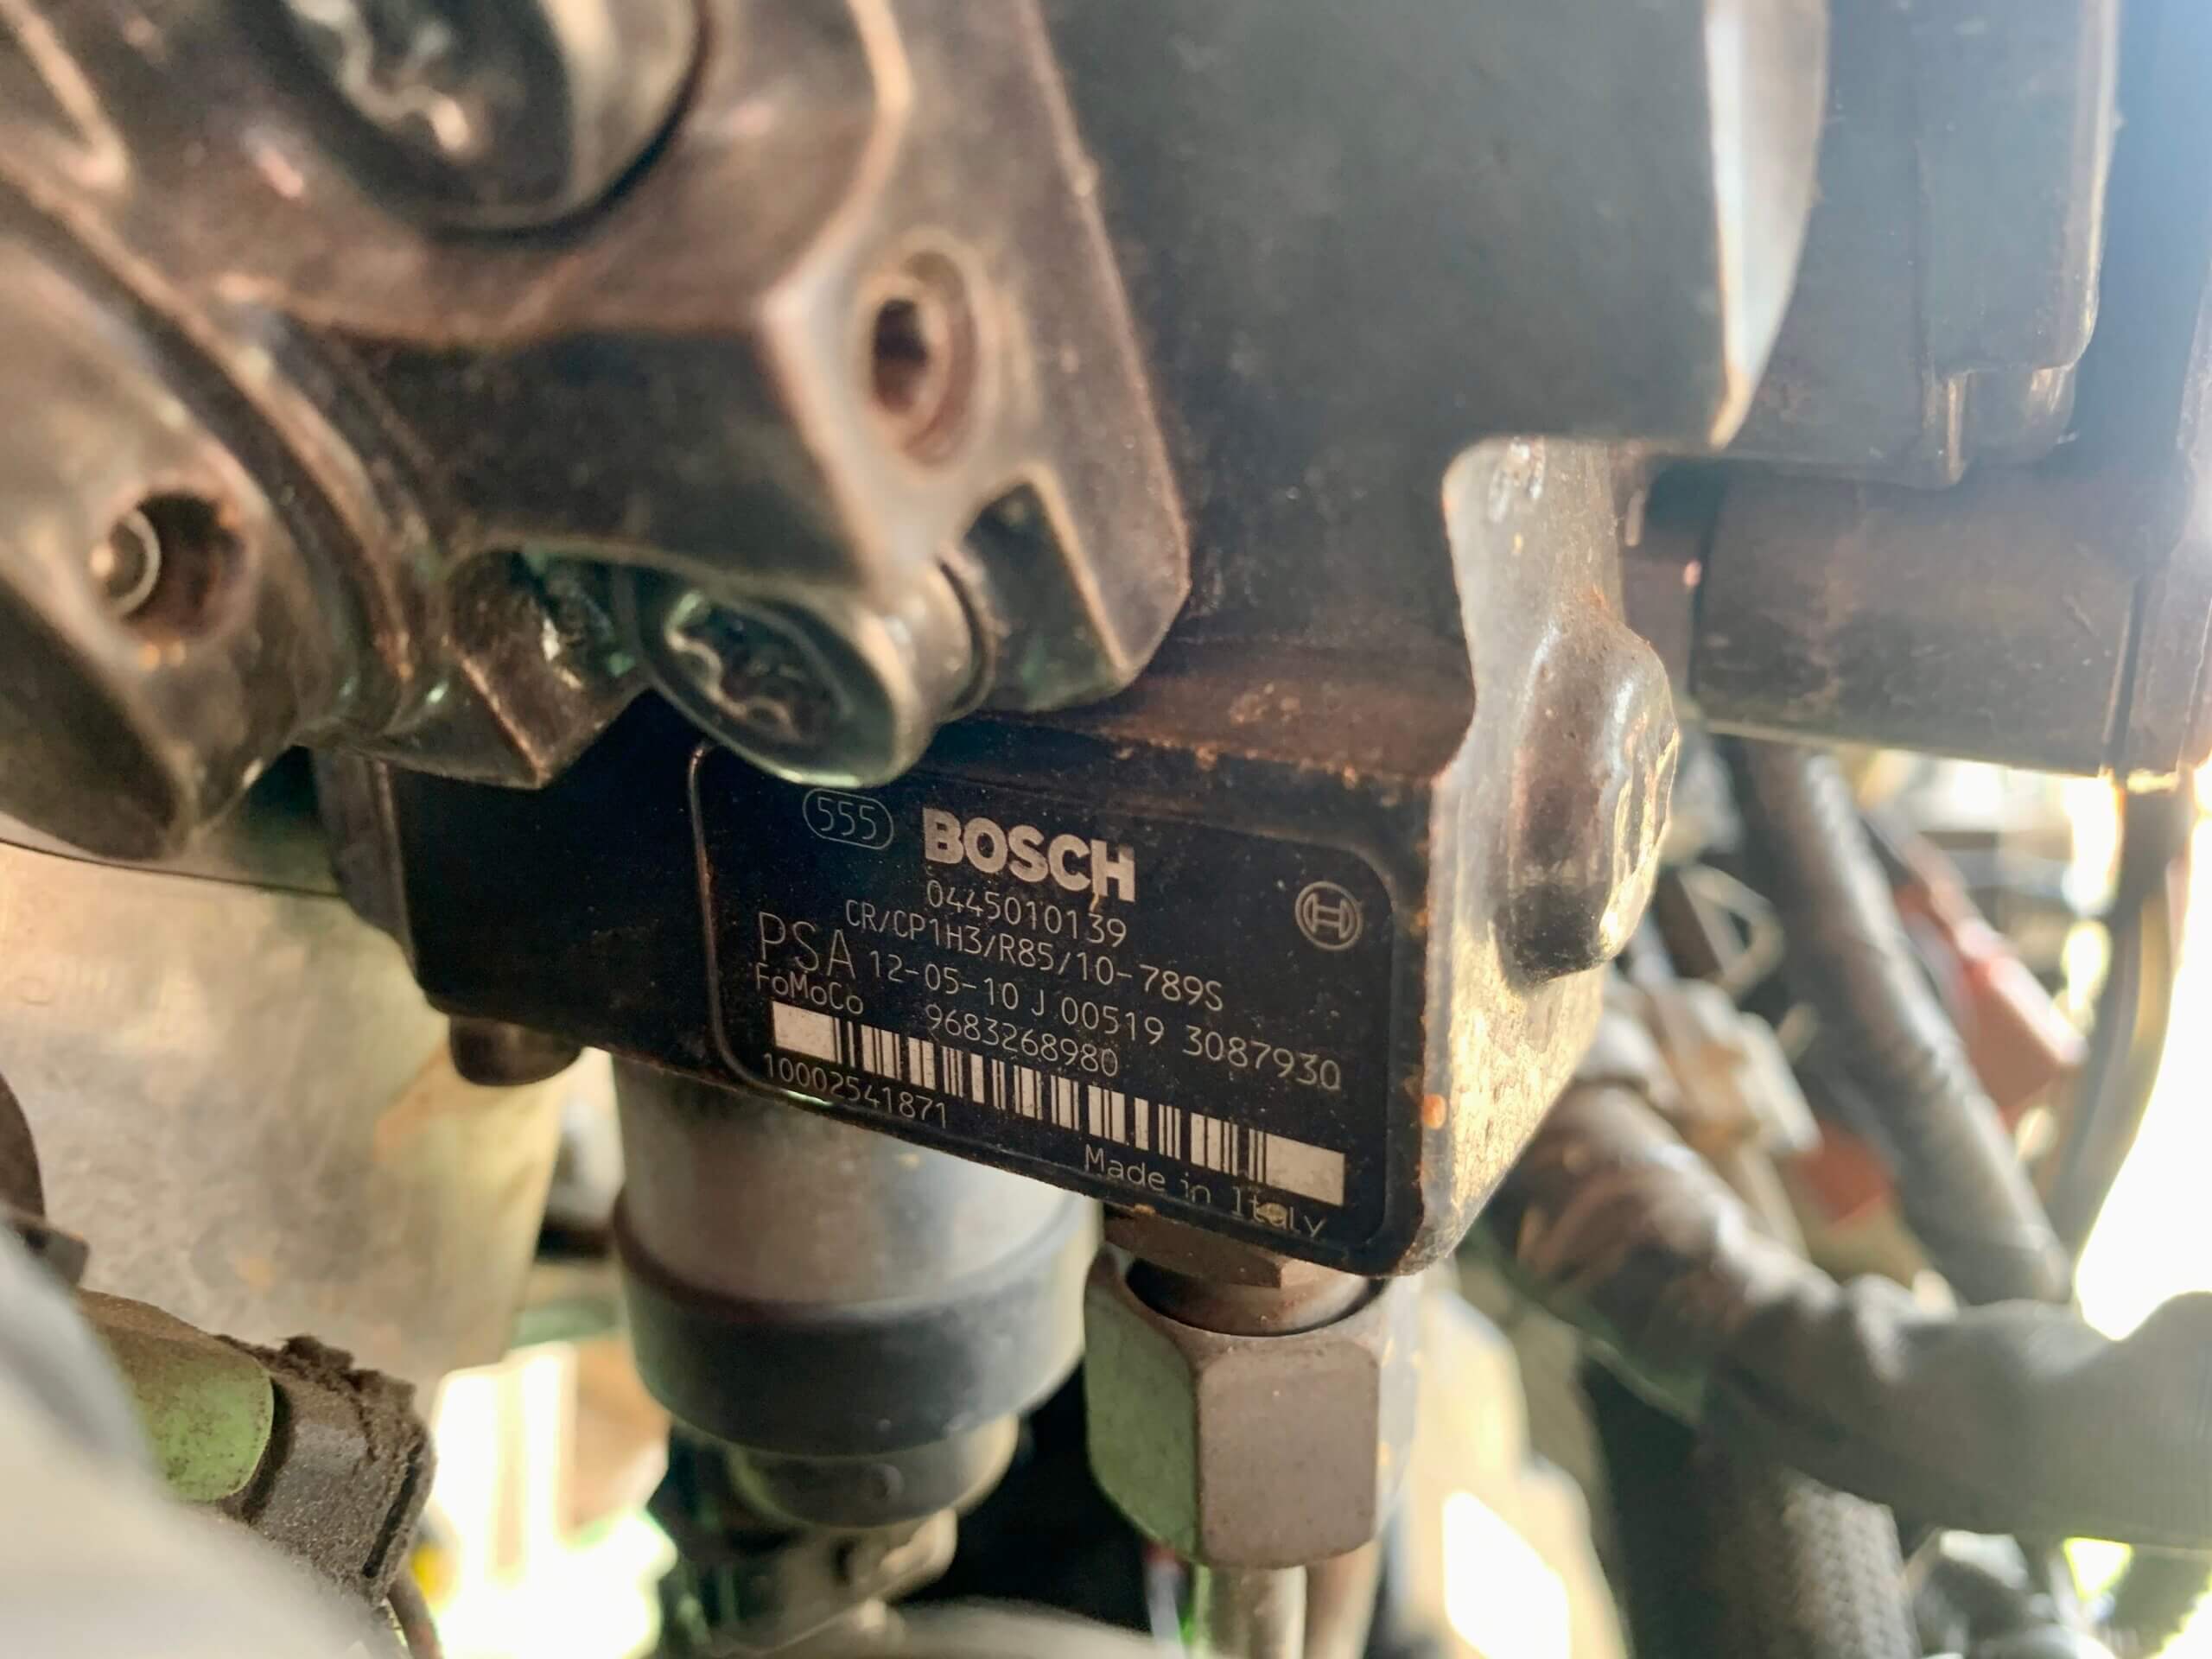 555 BOSCH
0445010139
CR/CP1H3/R85/10-789S
PSA 12-05-10 J 00519 3087930
FoMoCo 9683268980
10002541871
Made in Italy